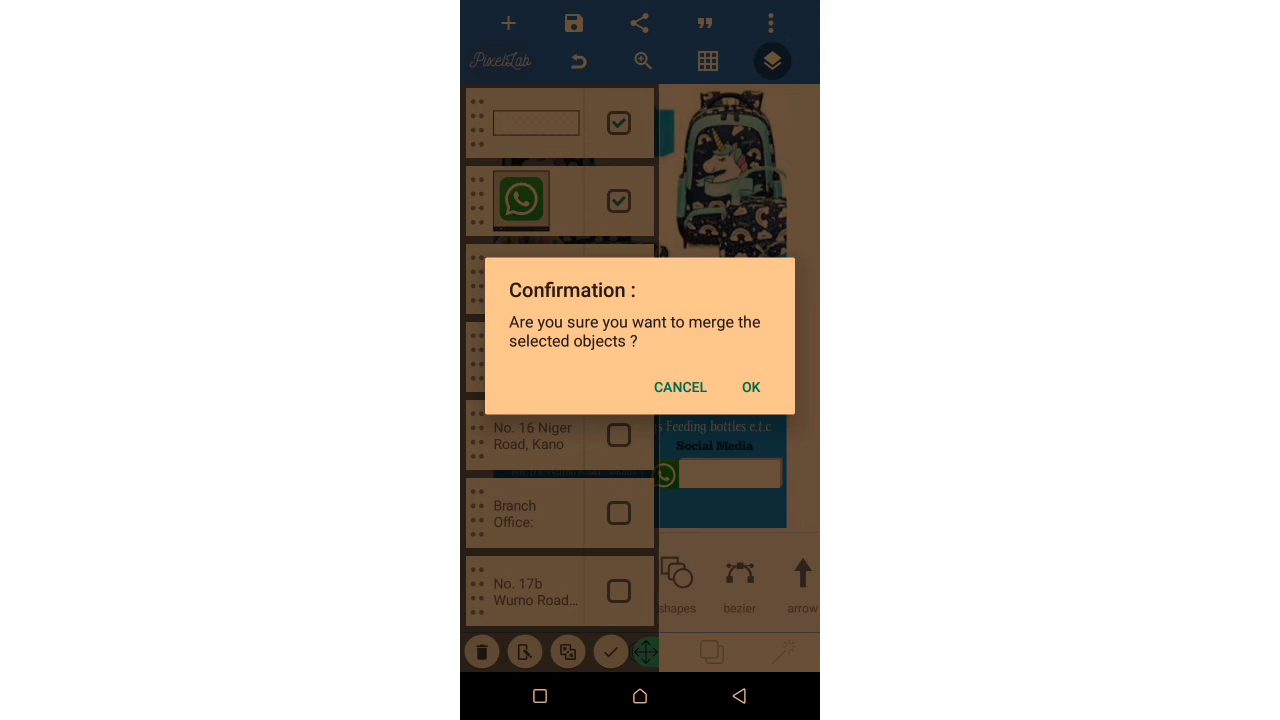 PixelLab
Confirmation :
Are you sure you want to merge the
selected objects ?
CANCEL
OK
No. 16 Niger
Road, Kano
s Feeding bottles e.t.c
Social Media
Branch
Office:
No. 17b
Wurno Road...
shapes
bezier
arrow